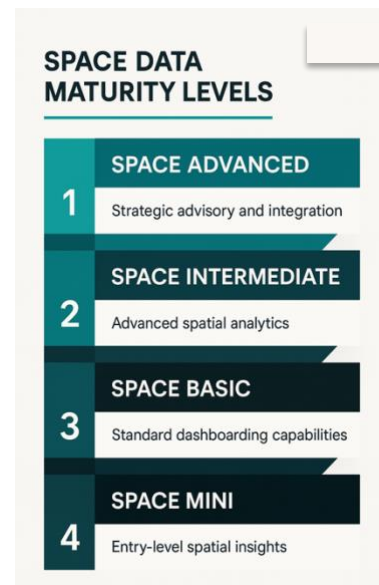 SPACE DATA
MATURITY LEVELS
1
SPACE ADVANCED
Strategic advisory and integration
2
SPACE INTERMEDIATE
Advanced spatial analytics
3
SPACE BASIC
Standard dashboarding capabilities
4
SPACE MINI
Entry-level spatial insights